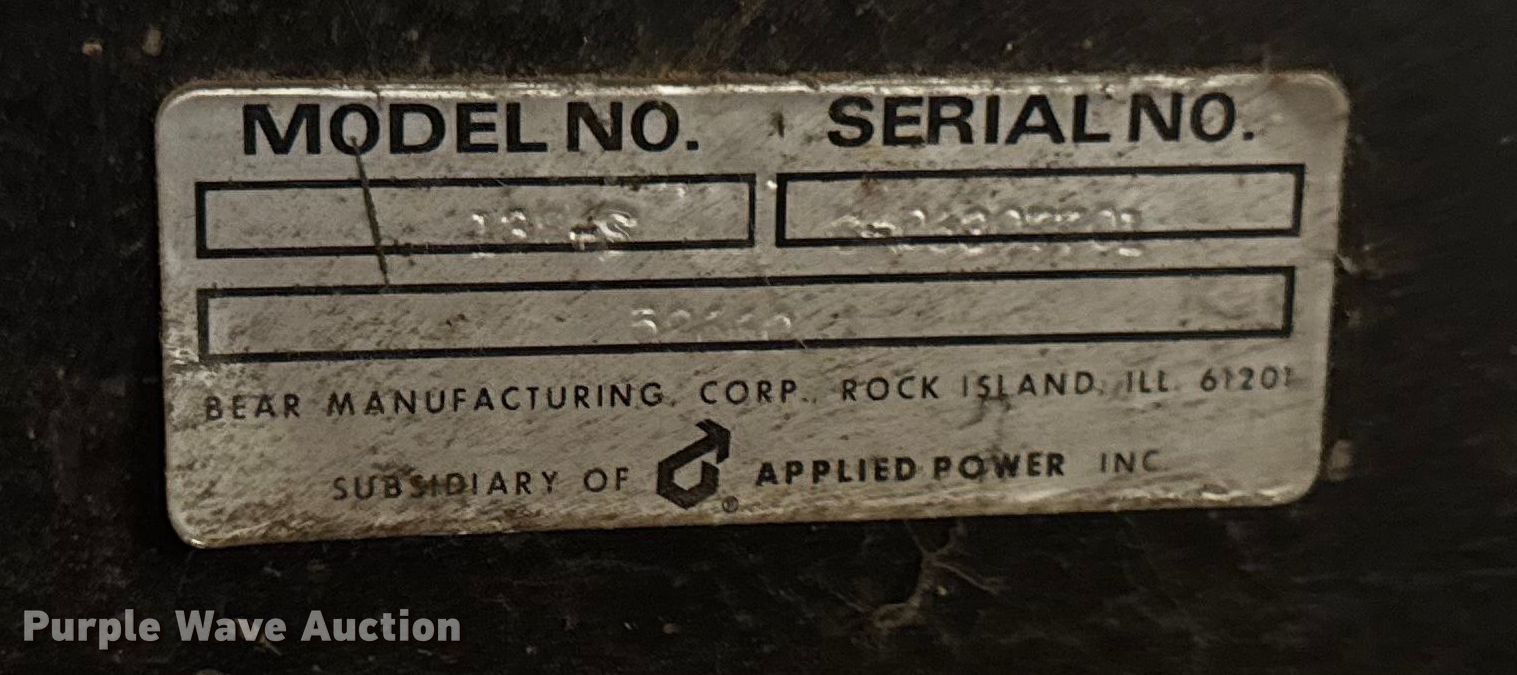 MODEL NO. SERIAL NO.
BEAR MANUFACTURING. CORP., ROCK ISLAND, ILL. 61201
SUBSIDIARY OF ® APPLIED POWER INC
Purple Wave Auction